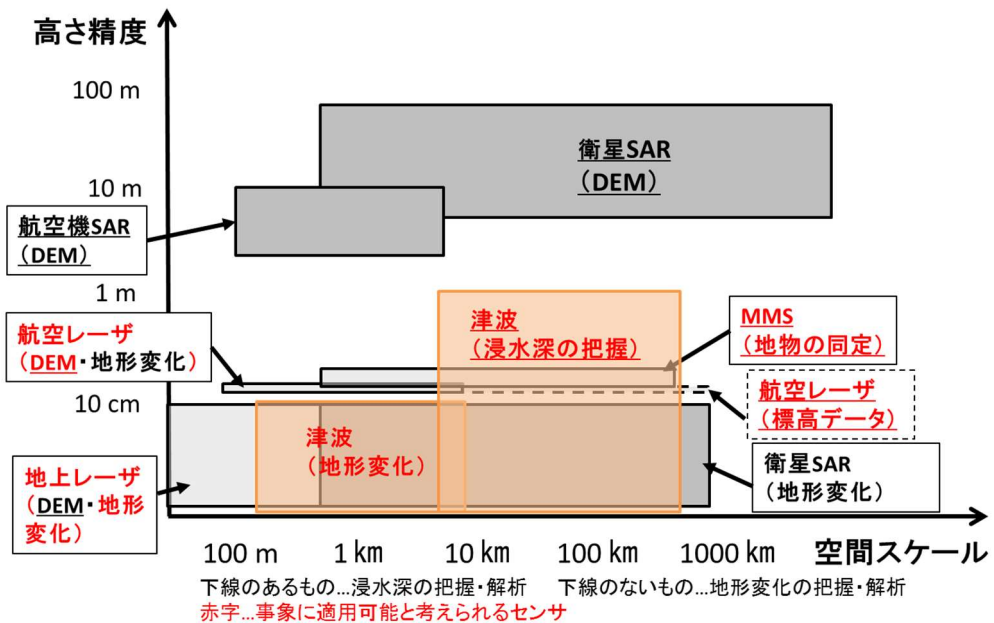 高さ精度
100 m
衛星SAR
（DEM）
10 m
航空機SAR
（DEM）
1 m
航空レーザ
（DEM・地形変化）
津波
（浸水深の把握）
MMS
（地物の同定）
航空レーザ
（標高データ）
10 cm
津波
（地形変化）
地上レーザ
（DEM・地形
変化）
衛星SAR
（地形変化）
100 m
1 km
10 km
100 km
1000 km
空間スケール
下線のあるもの…浸水深の把握・解析
下線のないもの…地形変化の把握・解析
赤字…事象に適用可能と考えられるセンサ